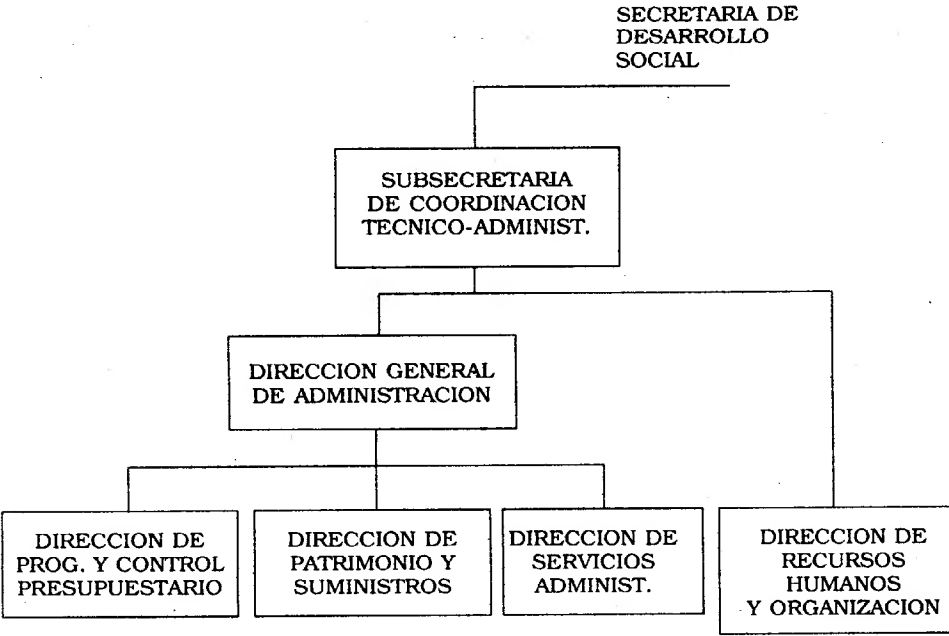 SECRETARIA DE
DESARROLLO
SOCIAL
SUBSECRETARIA
DE COORDINACION
TECNICO-ADMINIST.
DIRECCION GENERAL
DE ADMINISTRACION
DIRECCION DE
PROG. Y CONTROL
PRESUPUESTARIO
DIRECCION DE
PATRIMONIO Y
SUMINISTROS
DIRECCION DE
SERVICIOS
ADMINIST.
DIRECCION DE
RECURSOS
HUMANOS
Y ORGANIZACION